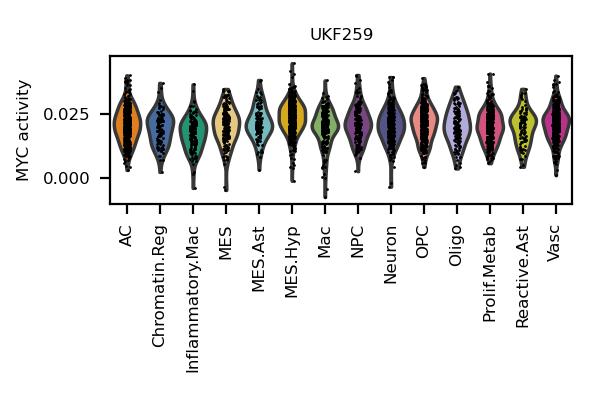 UKF259
MYC activity
0.025
0.000
AC
Chromatin.Reg
Inflammatory.Mac
MES
MES.Ast
MES.Hyp
Mac
NPC
Neuron
OPC
Oligo
Prolif.Metab
Reactive.Ast
Vasc